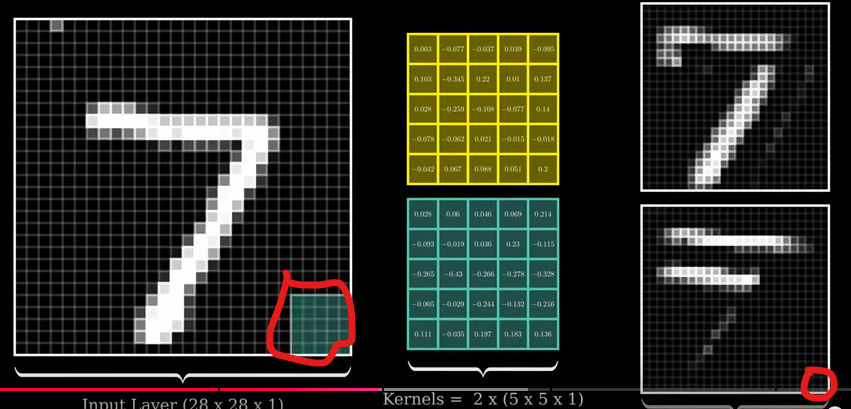 0.003 −0.077 −0.037 0.039 −0.095
0.103 −0.345 0.22 0.01 0.137
0.028 −0.259 −0.108 −0.077 0.14
−0.078 −0.062 0.021 −0.015 −0.018
−0.042 0.067 0.088 0.051 0.2
0.028 0.06 0.046 0.069 0.214
−0.093 −0.019 0.036 0.23 −0.115
−0.265 −0.43 −0.266 −0.278 −0.328
−0.005 −0.029 −0.244 −0.132 −0.216
0.111 −0.035 0.197 0.183 0.136
Input Layer (28 x 28 x 1)
Kernels = 2 x (5 x 5 x 1)